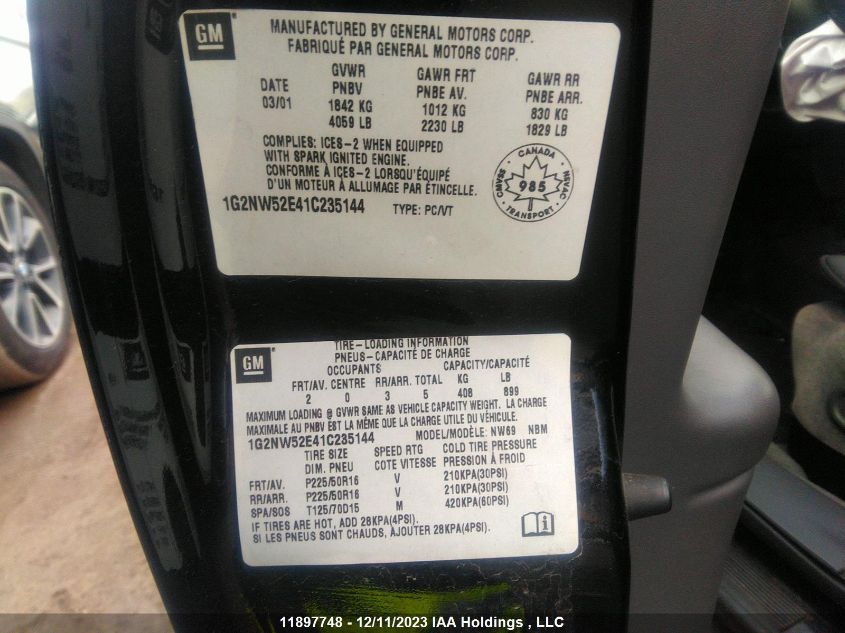 GM
MANUFACTURED BY GENERAL MOTORS CORP.
FABRIQUÉ PAR GENERAL MOTORS CORP.
DATE GVWR GAWR FRT GAWR RR
PNBV PNBE AV. PNBE ARR.
03/01 1842 KG 1012 KG 830 KG
4059 LB 2230 LB 1829 LB
COMPLIES: ICES-2 WHEN EQUIPPED
WITH SPARK IGNITED ENGINE.
CONFORME À ICES-2 LORSQU'ÉQUIPÉ
D'UN MOTEUR À ALLUMAGE PAR ÉTINCELLE.
CANADA
CMVSS 985 NSVAC
TRANSPORT
1G2NW52E41C235144 TYPE: PC/VT
GM
TIRE-LOADING INFORMATION
PNEUS-CAPACITÉ DE CHARGE
OCCUPANTS CAPACITY/CAPACITÉ
FRT/AV. CENTRE RR/ARR. TOTAL KG LB
2 0 3 5 408 899
MAXIMUM LOADING @ GVWR SAME AS VEHICLE CAPACITY WEIGHT. LA CHARGE
MAXIMALE AU PNBV EST LA MÊME QUE LA CHARGE UTILE DU VÉHICULE.
1G2NW52E41C235144 MODEL/MODÈLE: NW69 NBM
TIRE SIZE SPEED RTG COLD TIRE PRESSURE
DIM. PNEU COTE VITESSE PRESSION À FROID
FRT/AV. P225/50R16 V 210KPA(30PSI)
RR/ARR. P225/50R16 V 210KPA(30PSI)
SPA/SOS T125/70D15 M 420KPA(60PSI)
IF TIRES ARE HOT, ADD 28KPA(4PSI).
SI LES PNEUS SONT CHAUDS, AJOUTER 28KPA(4PSI).
11897748 - 12/11/2023 IAA Holdings , LLC